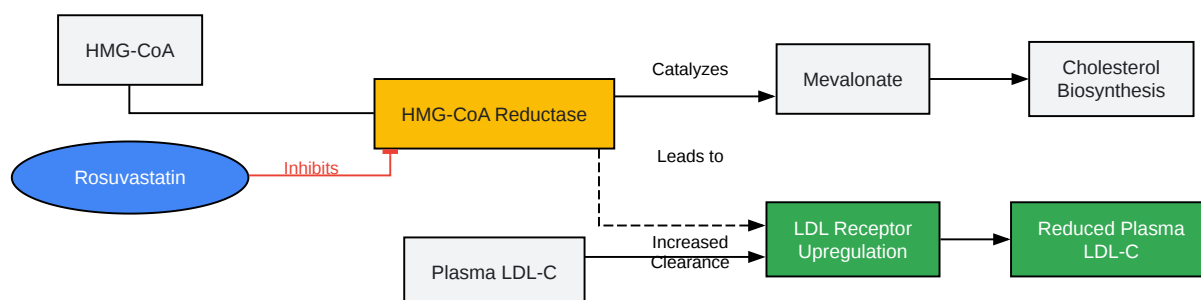 HMG-CoA
Catalyzes
Mevalonate
Cholesterol
Biosynthesis
HMG-CoA Reductase
Rosuvastatin
Inhibits
Leads to
LDL Receptor
Upregulation
Reduced Plasma
LDL-C
Increased
Clearance
Plasma LDL-C